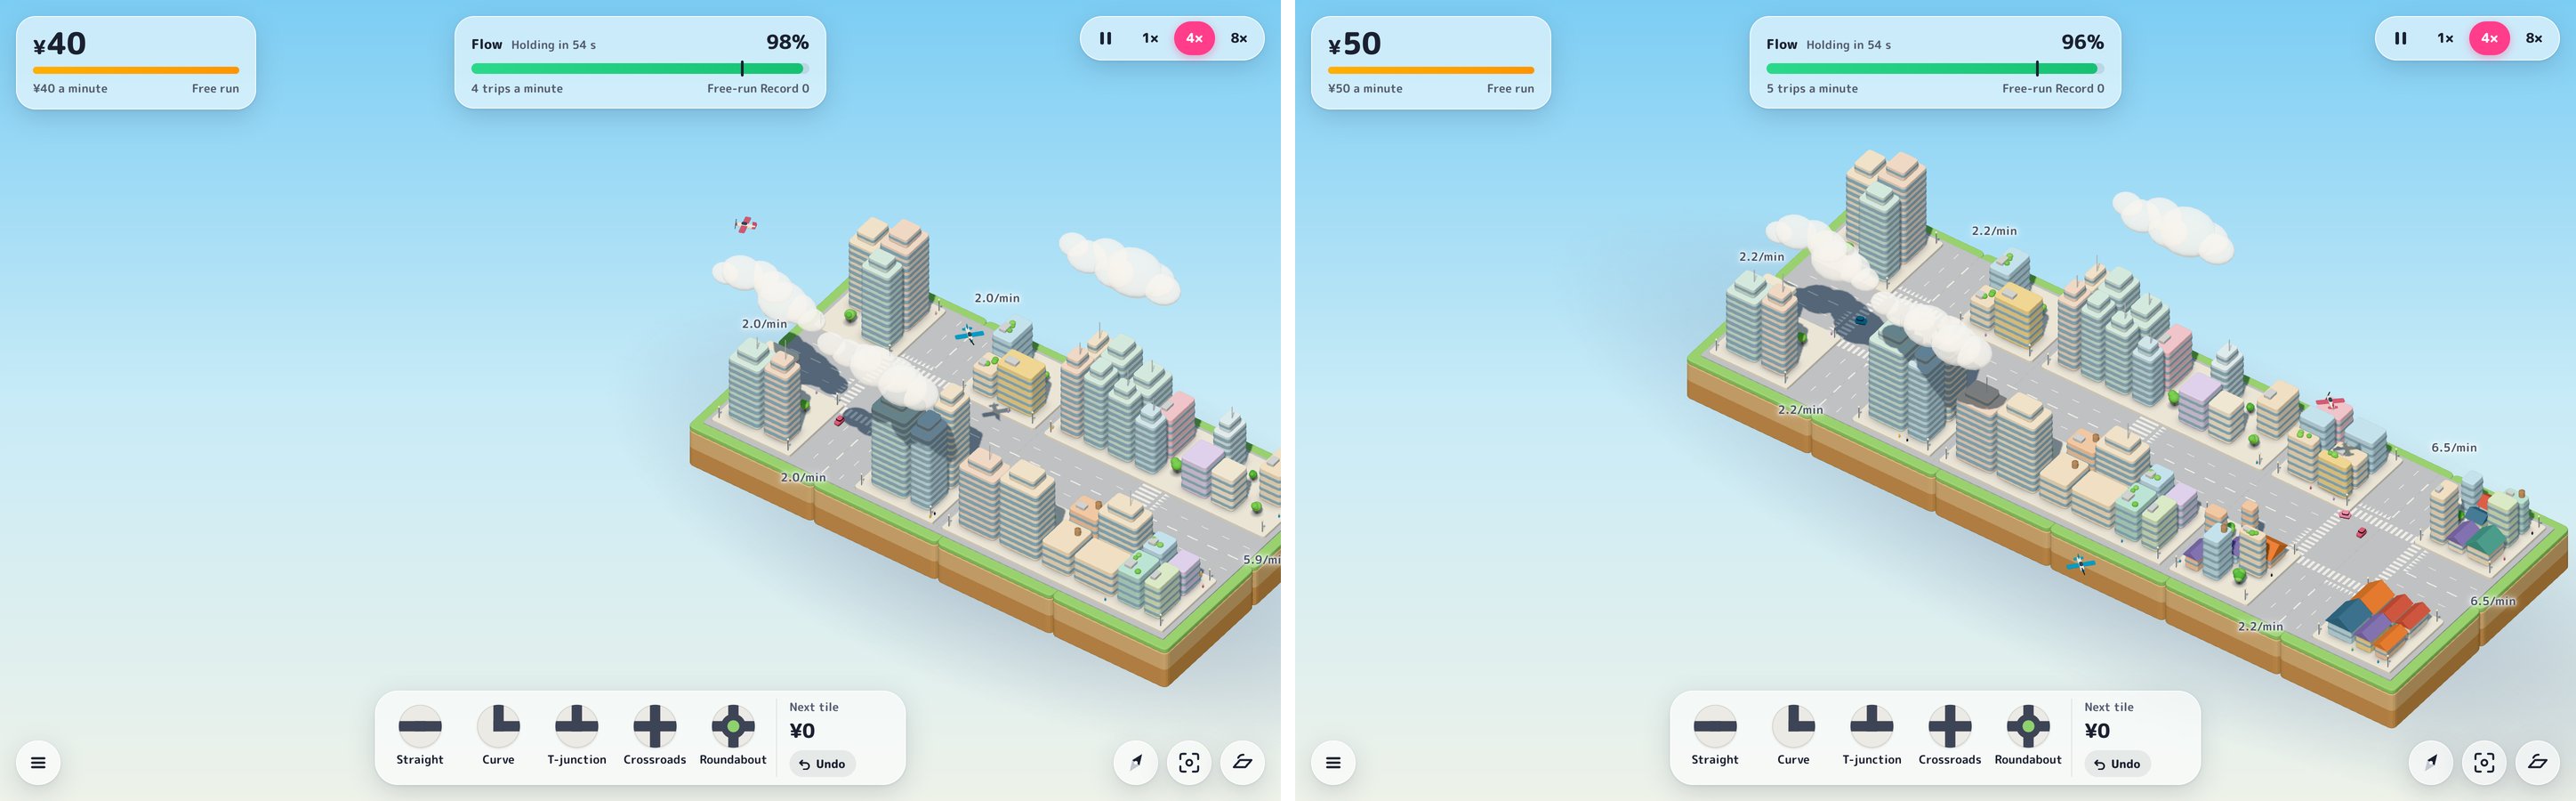 ¥40
¥40 a minute Free run
Flow Holding in 54 s 98%
4 trips a minute Free-run Record 0
1× 4× 8×
2.0/min
2.0/min
2.0/min
Straight Curve T-junction Crossroads Roundabout
Next tile
¥0
Undo
¥50
¥50 a minute Free run
Flow Holding in 54 s 96%
5 trips a minute Free-run Record 0
1× 4× 8×
2.2/min
2.2/min
2.2/min
6.5/min
6.5/min
2.2/min
Straight Curve T-junction Crossroads Roundabout
Next tile
¥0
Undo